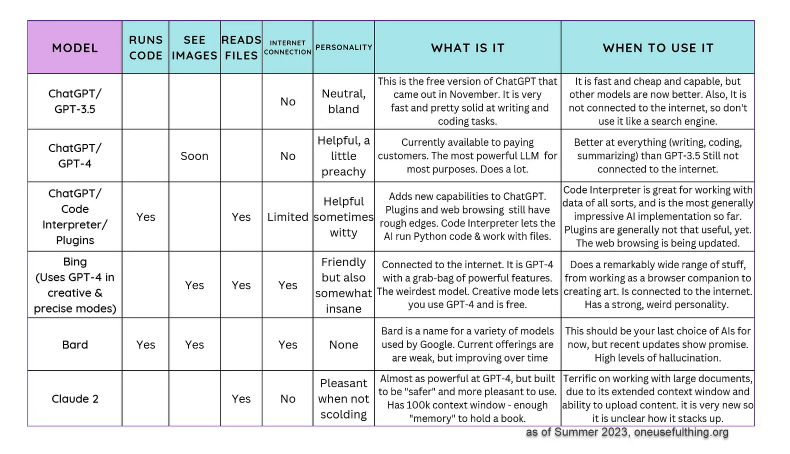 MODEL
RUNS
CODE
SEE
IMAGES
READS
FILES
INTERNET
CONNECTION
PERSONALITY
WHAT IS IT
WHEN TO USE IT
ChatGPT/
GPT-3.5
No
Neutral,
bland
This is the free version of ChatGPT that
came out in November. It is very
fast and pretty solid at writing and
coding tasks.
It is fast and cheap and capable, but
other models are now better. Also, It is
not connected to the internet, so don't
use it like a search engine.
ChatGPT/
GPT-4
Soon
No
Helpful, a
little
preachy
Currently available to paying
customers. The most powerful LLM for
most purposes. Does a lot.
Better at everything (writing, coding,
summarizing) than GPT-3.5 Still not
connected to the internet.
ChatGPT/
Code
Interpreter/
Plugins
Yes
Yes
Limited
Helpful
sometimes
witty
Adds new capabilities to ChatGPT.
Plugins and web browsing still have
rough edges. Code Interpreter lets the
AI run Python code & work with files.
Code Interpreter is great for working with
data of all sorts, and is the most generally
impressive AI implementation so far.
Plugins are generally not that useful, yet.
The web browsing is being updated.
Bing
(Uses GPT-4 in
creative &
precise modes)
Yes
Yes
Yes
Friendly
but also
somewhat
insane
Connected to the internet. It is GPT-4
with a grab-bag of powerful features.
The weirdest model. Creative mode lets
you use GPT-4 and is free.
Does a remarkably wide range of stuff,
from working as a browser companion to
creating art. Is connected to the internet.
Has a strong, weird personality.
Bard
Yes
Yes
Yes
None
Bard is a name for a variety of models
used by Google. Current offerings are
are weak, but improving over time
This should be your last choice of AIs for
now, but recent updates show promise.
High levels of hallucination.
Claude 2
Yes
No
Pleasant
when not
scolding
Almost as powerful at GPT-4, but built
to be "safer" and more pleasant to use.
Has 100k context window - enough
"memory" to hold a book.
Terrific on working with large documents,
due to its extended context window and
ability to upload content. it is very new so
it is unclear how it stacks up.
as of Summer 2023, oneusefulthing.org